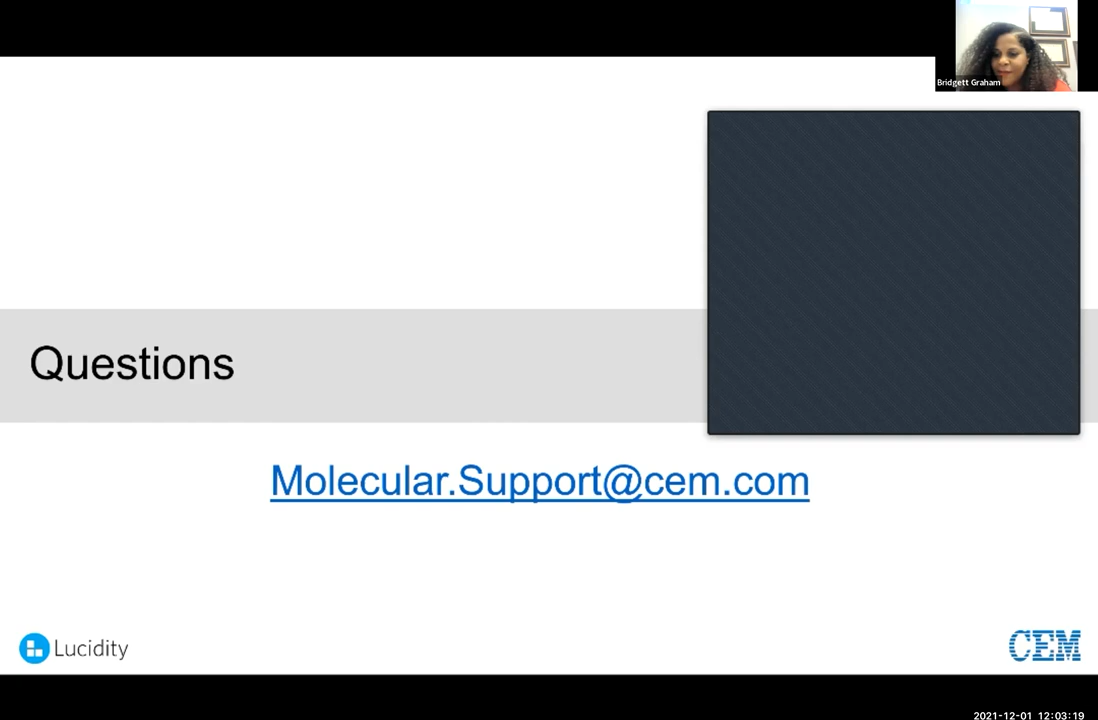 Bridgett Graham
Questions
Molecular.Support@cem.com
Lucidity
CEM
2021-12-01 12:03:19